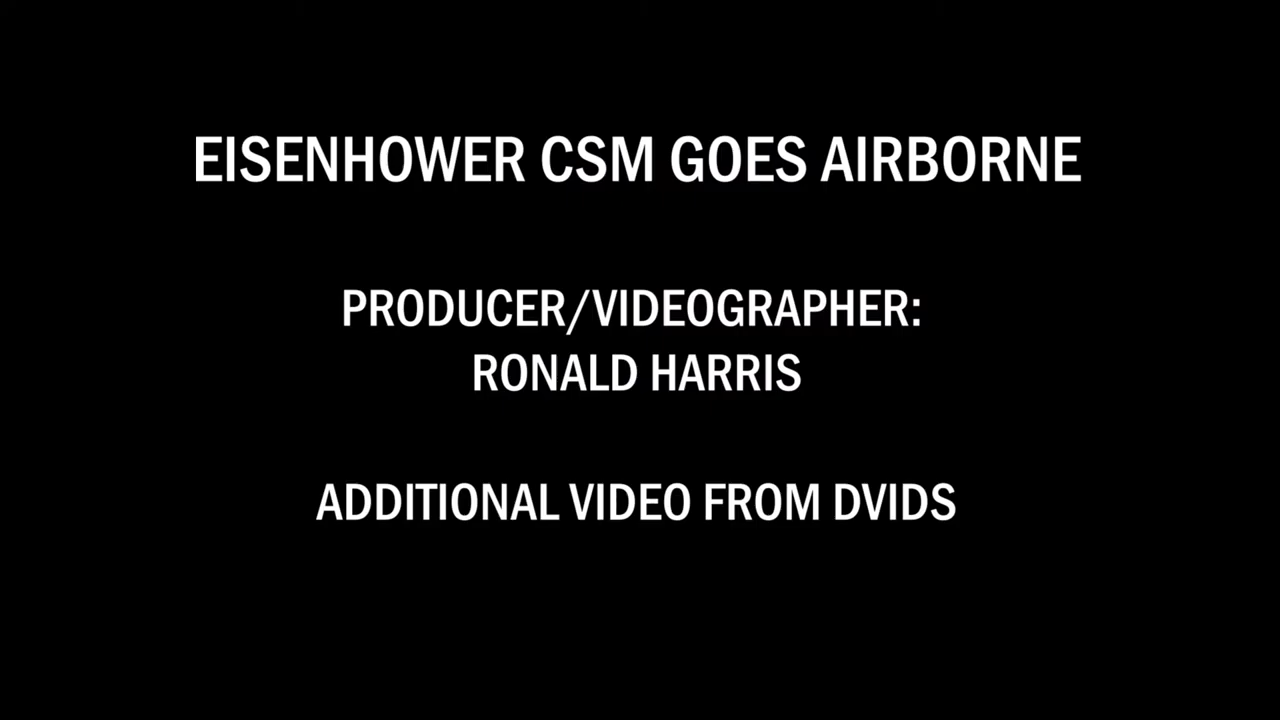 EISENHOWER CSM GOES AIRBORNE
PRODUCER/VIDEOGRAPHER:
RONALD HARRIS
ADDITIONAL VIDEO FROM DVIDS